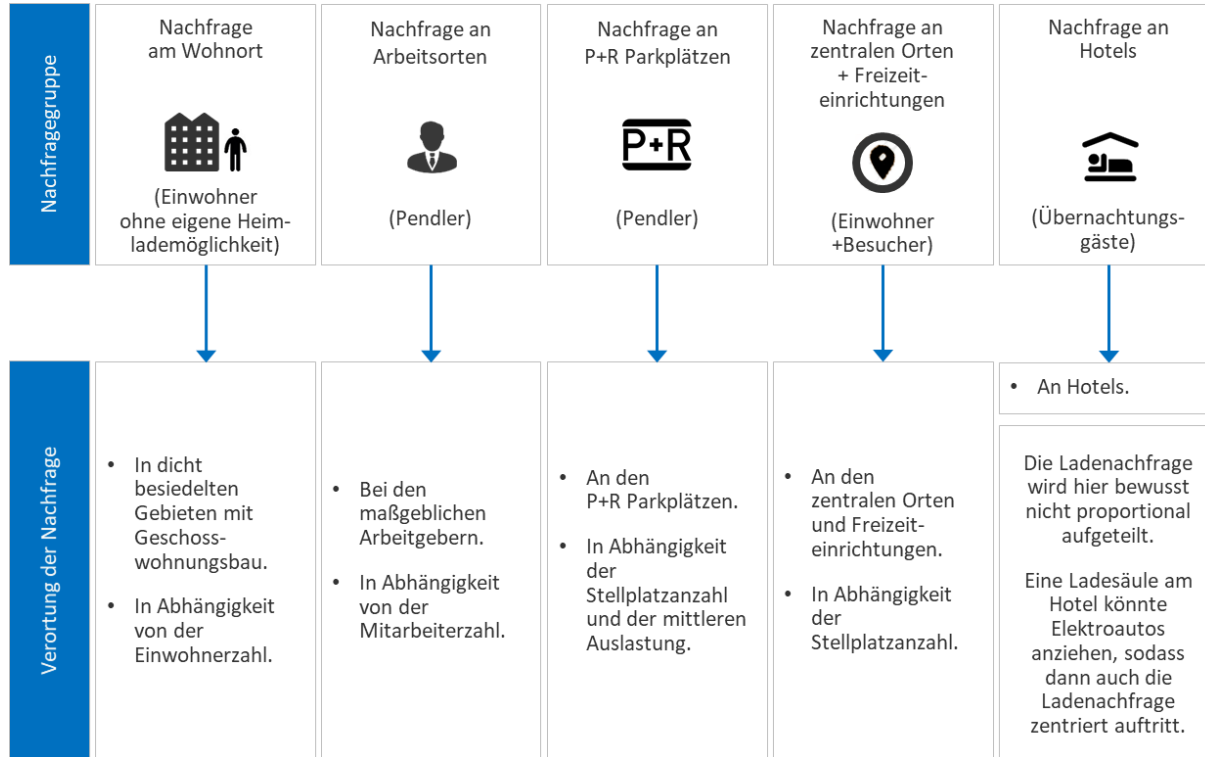 Nachfragegruppe
Nachfrage
am Wohnort
(Einwohner
ohne eigene Heim-
lademöglichkeit)
Nachfrage an
Arbeitsorten
(Pendler)
Nachfrage an
P+R Parkplätzen
P+R
(Pendler)
Nachfrage an
zentralen Orten
+ Freizeit-
einrichtungen
(Einwohner
+Besucher)
Nachfrage an
Hotels
(Übernachtungs-
gäste)
Verortung der Nachfrage
• In dicht
besiedelten
Gebieten mit
Geschoss-
wohnungsbau.
• In Abhängigkeit
von der
Einwohnerzahl.
• Bei den
maßgeblichen
Arbeitgebern.
• In Abhängigkeit
von der
Mitarbeiterzahl.
• An den
P+R Parkplätzen.
• In Abhängigkeit
der
Stellplatzanzahl
und der mittleren
Auslastung.
• An den
zentralen Orten
und Freizeit-
einrichtungen.
• In Abhängigkeit
der
Stellplatzanzahl.
• An Hotels.
Die Ladenachfrage
wird hier bewusst
nicht proportional
aufgeteilt.
Eine Ladesäule am
Hotel könnte
Elektroautos
anziehen, sodass
dann auch die
Ladenachfrage
zentriert auftritt.